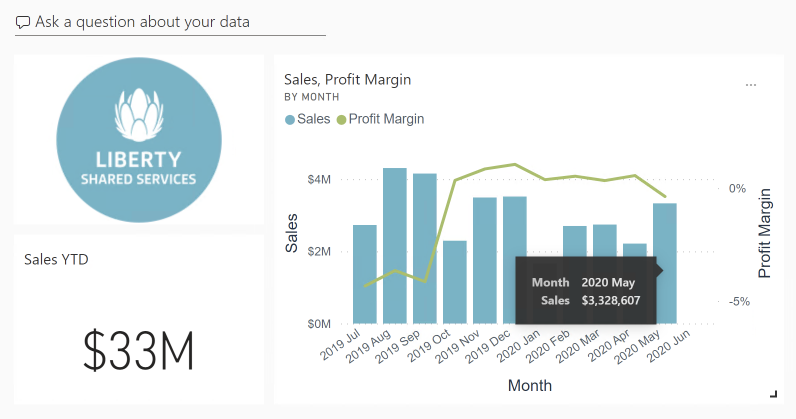 Ask a question about your data
LIBERTY
SHARED SERVICES
Sales YTD
$33M
Sales, Profit Margin
BY MONTH
Sales Profit Margin
$4M
$2M
$0M
Sales
0%
-5%
Profit Margin
Month 2020 May
Sales $3,328,607
2019 Jul
2019 Aug
2019 Sep
2019 Oct
2019 Nov
2019 Dec
2020 Jan
2020 Feb
2020 Mar
2020 Apr
2020 May
2020 Jun
Month